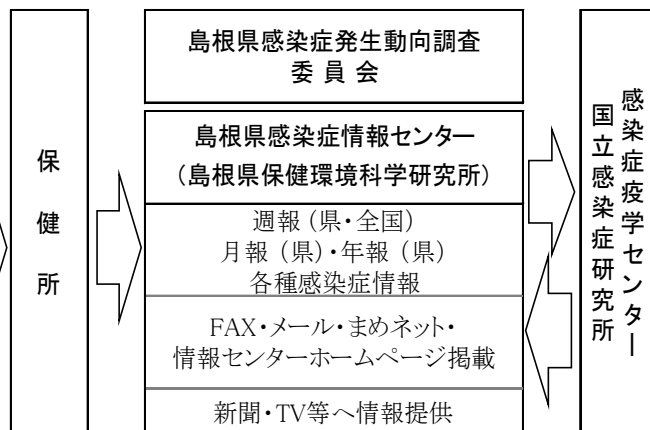 保健所
島根県感染症発生動向調査
委員会
島根県感染症情報センター
（島根県保健環境科学研究所）
週報（県・全国）
月報（県）・年報（県）
各種感染症情報
FAX・メール・まめネット・
情報センターホームページ掲載
新聞・TV等へ情報提供
感染症疫学センター
国立感染症研究所